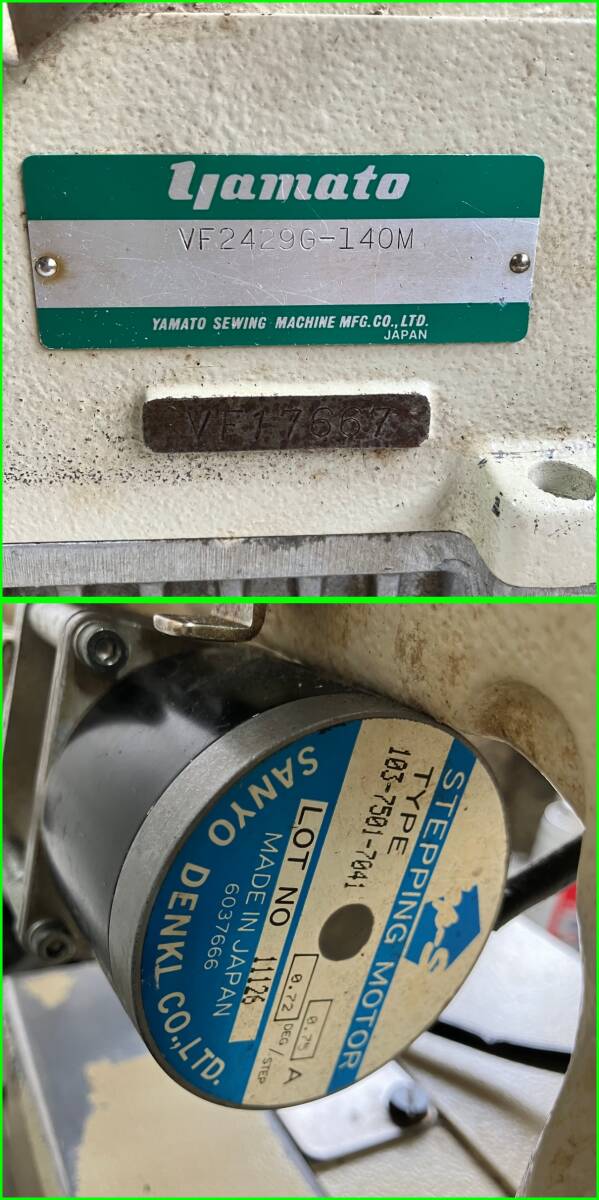 yamato
VF2429G-140M
YAMATO SEWING MACHINE MFG.CO.,LTD.
JAPAN
VF17667
STEPPING MOTOR
TYPE
103-7501-7041
0.75 A
0.72 DEG/STEP
LOT NO 11126
MADE IN JAPAN
6037666
SANYO DENKI CO.,LTD.